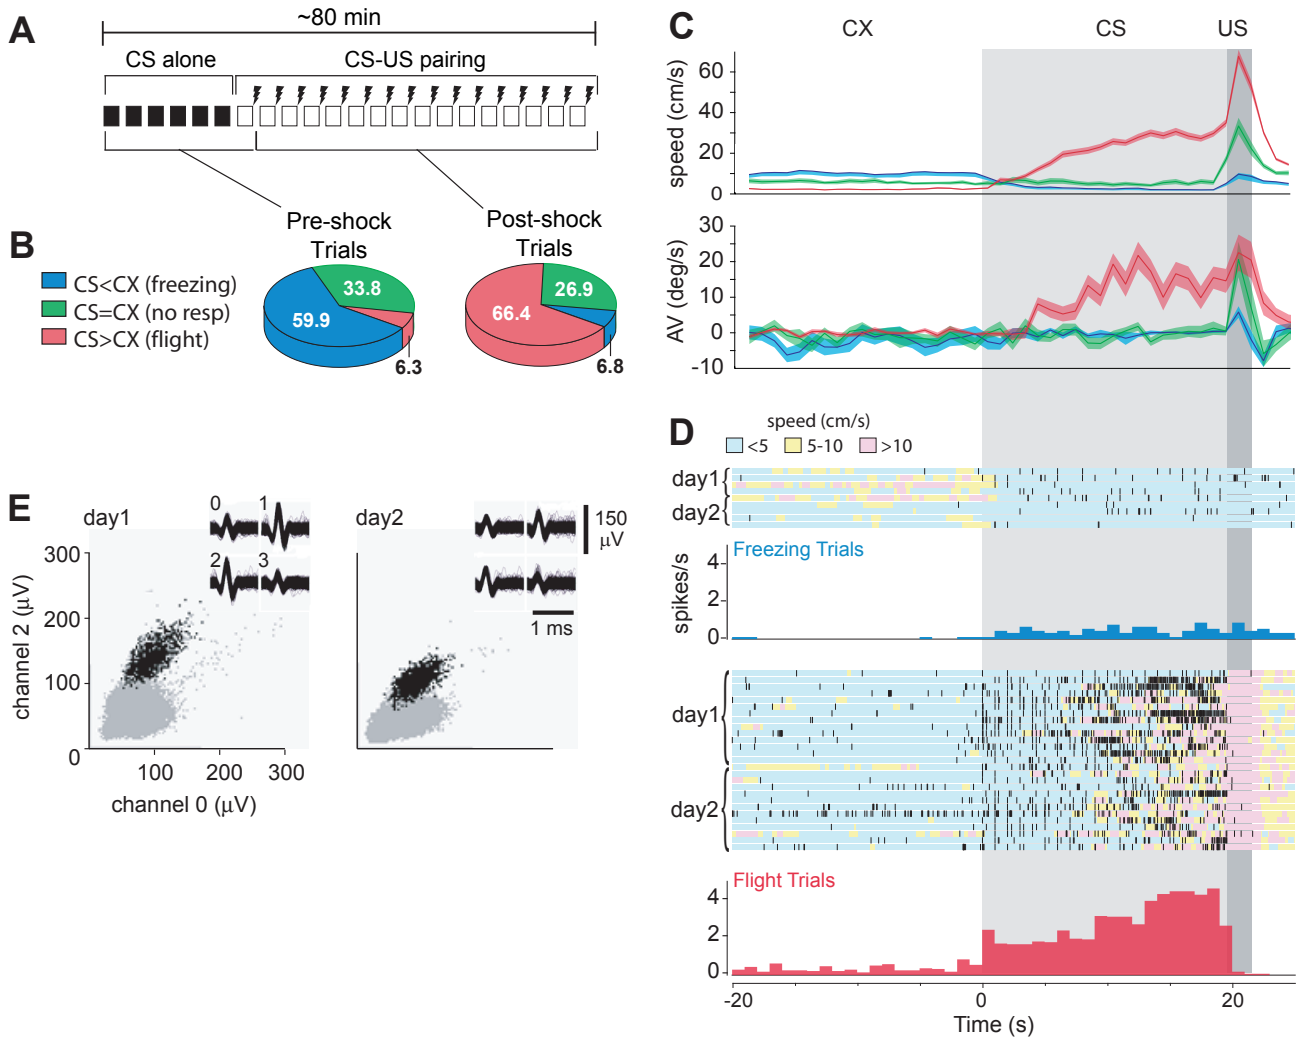 A
~80 min
CS alone
CS-US pairing
B
Pre-shock
Trials
Post-shock
Trials
CS<CX (freezing)
CS=CX (no resp)
CS>CX (flight)
33.8
59.9
6.3
26.9
66.4
6.8
C
CX
CS
US
speed (cm/s)
60
40
20
0
AV (deg/s)
30
20
10
0
-10
D
speed (cm/s)
<5
5-10
>10
day1
day2
Freezing Trials
spikes/s
4
2
0
day1
day2
Flight Trials
4
2
0
-20
0
20
Time (s)
E
day1
0
1
2
3
day2
150
µV
1 ms
channel 2 (µV)
300
200
100
0
100
200
300
channel 0 (µV)